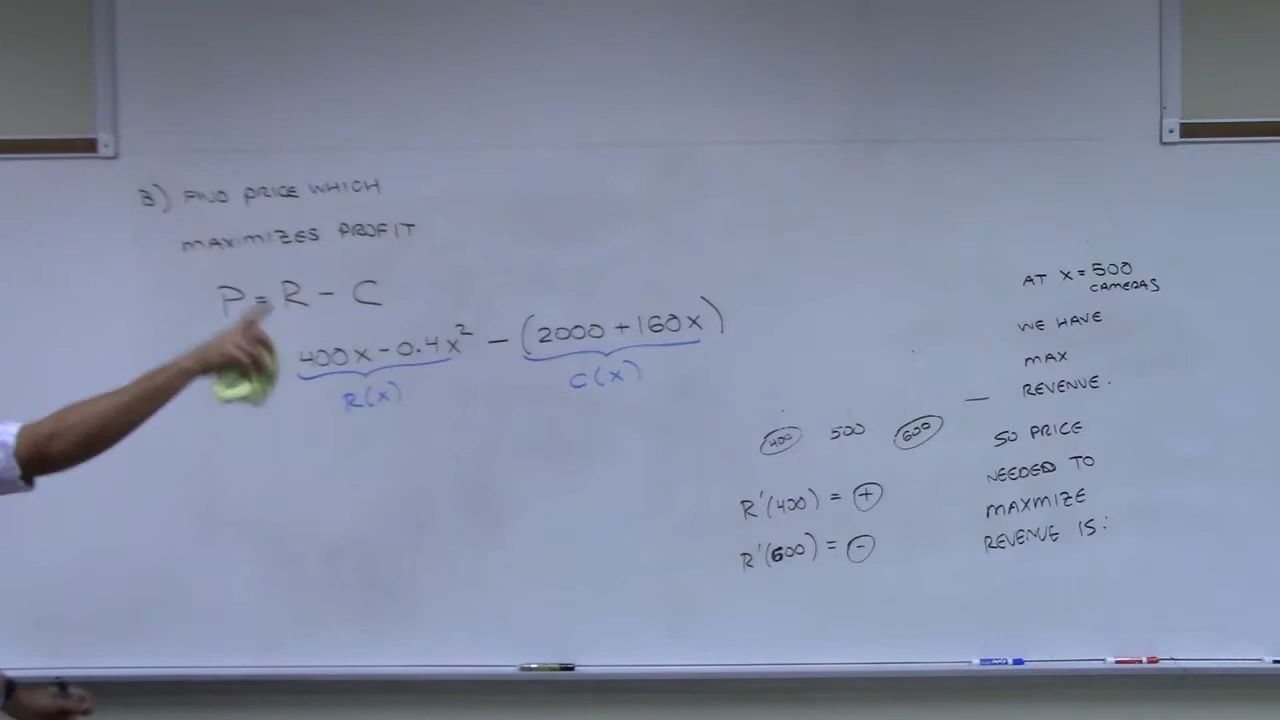 B) FIND PRICE WHICH
MAXIMIZES PROFIT
P = R - C
400x - 0.4x² - (2000 + 160x)
R(x)
C(x)
400 500 600
R'(400) = +
R'(600) = -
AT x = 500
CAMERAS
WE HAVE
MAX
REVENUE.
SO PRICE
NEEDED TO
MAXMIZE
REVENUE IS: